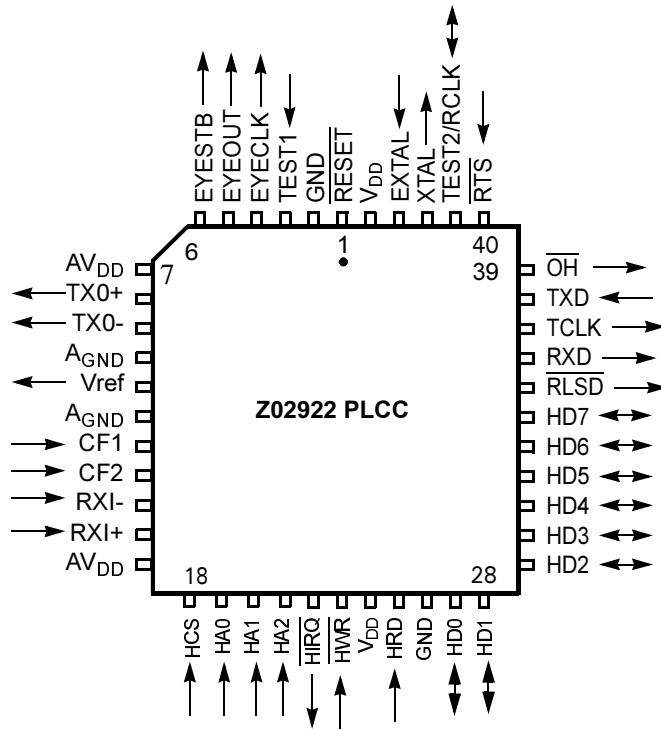 EYESTB
EYEOUT
EYECLK
TEST1
GND
RESET
VDD
EXTAL
XTAL
TEST2/RCLK
RTS
6
1
40
7
39
AVDD
TX0+
TX0-
AGND
Vref
AGND
CF1
CF2
RXI-
RXI+
AVDD
Z02922 PLCC
OH
TXD
TCLK
RXD
RLSD
HD7
HD6
HD5
HD4
HD3
HD2
18
28
HCS
HA0
HA1
HA2
HIRQ
HWR
VDD
HRD
GND
HD0
HD1